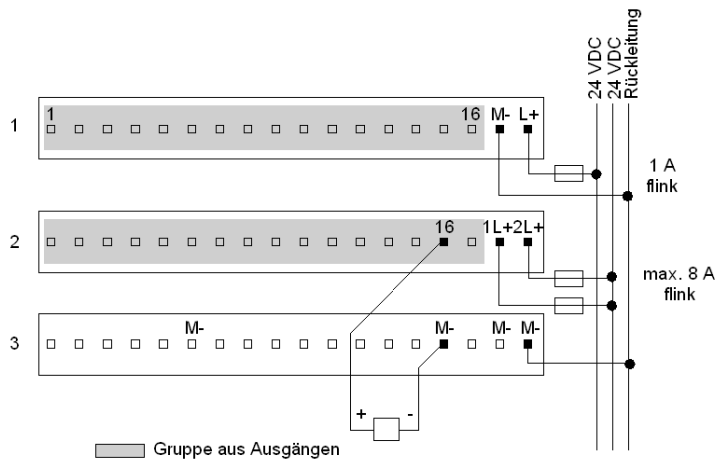 24 VDC
24 VDC
Rückleitung
1
1
16
M-
L+
1 A
flink
2
16
1L+
2L+
max. 8 A
flink
3
M-
M-
M-
M-
+
-
Gruppe aus Ausgängen